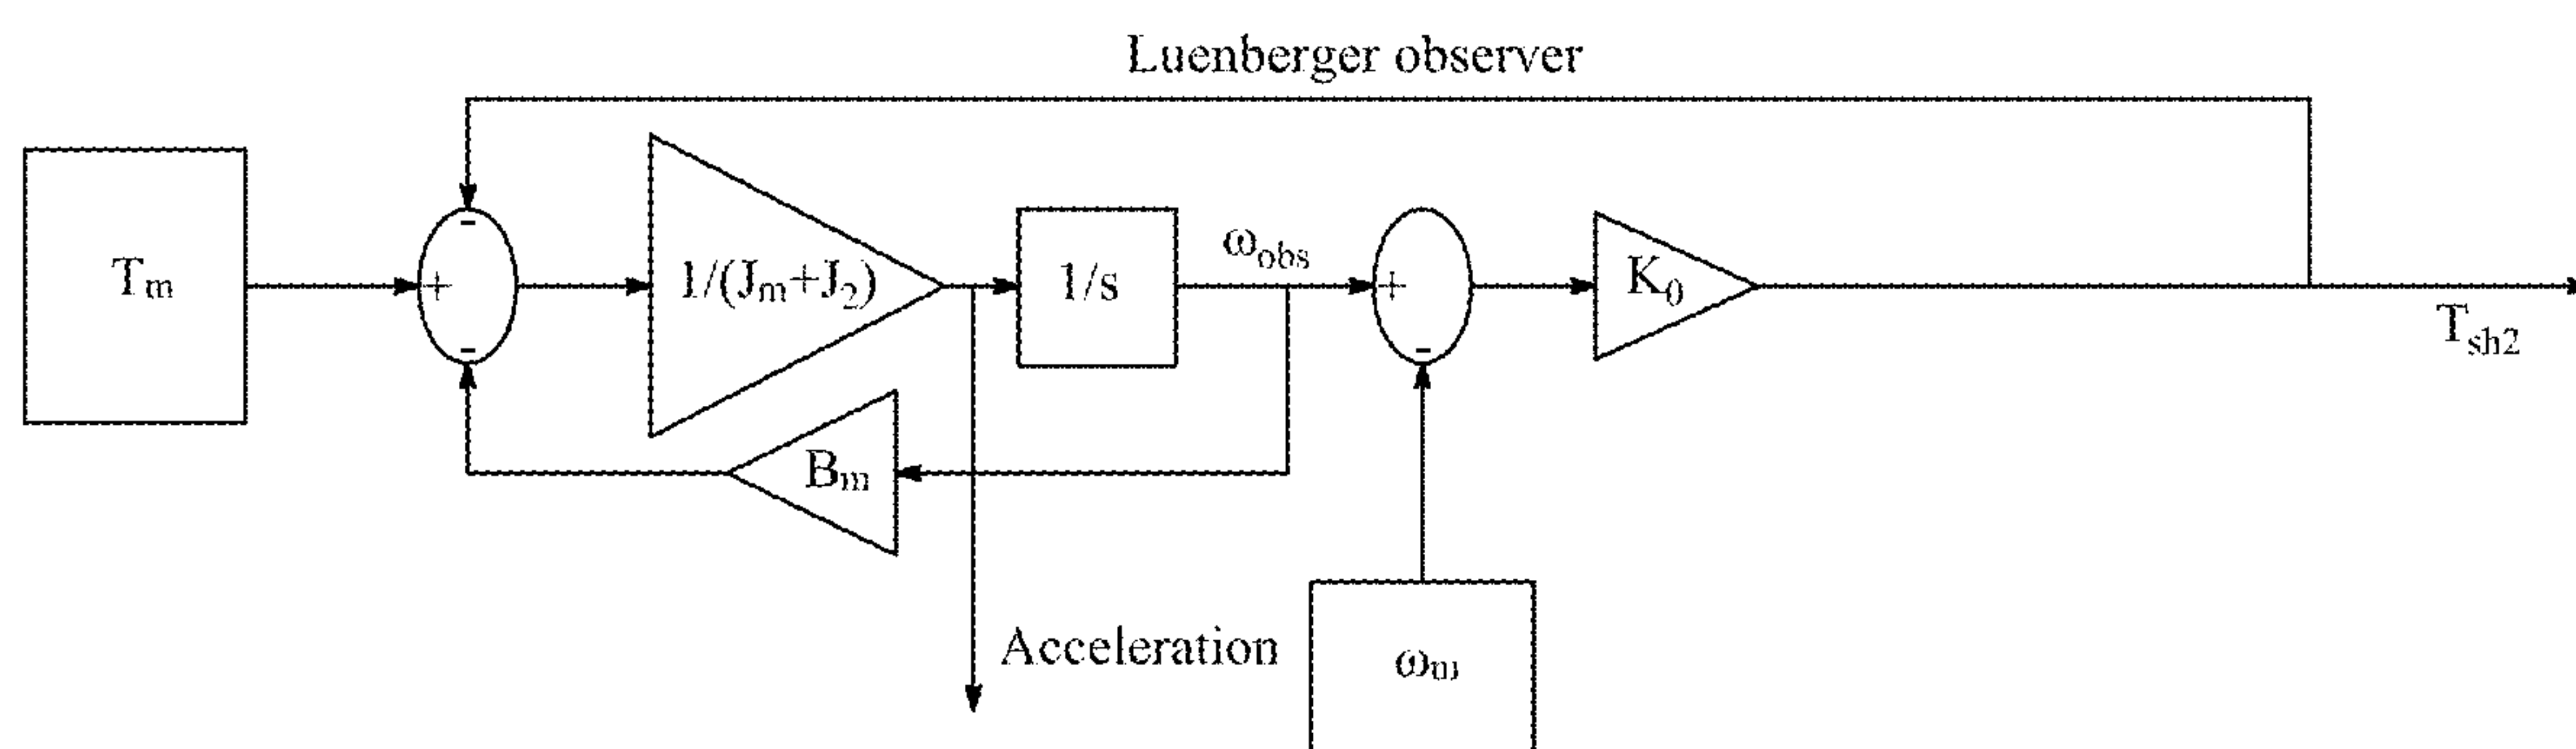 Luenberger observer
Tm
-
+
-
1/(Jm+J2)
1/s
ωobs
+
-
K0
Tsh2
Bm
Acceleration
ωm